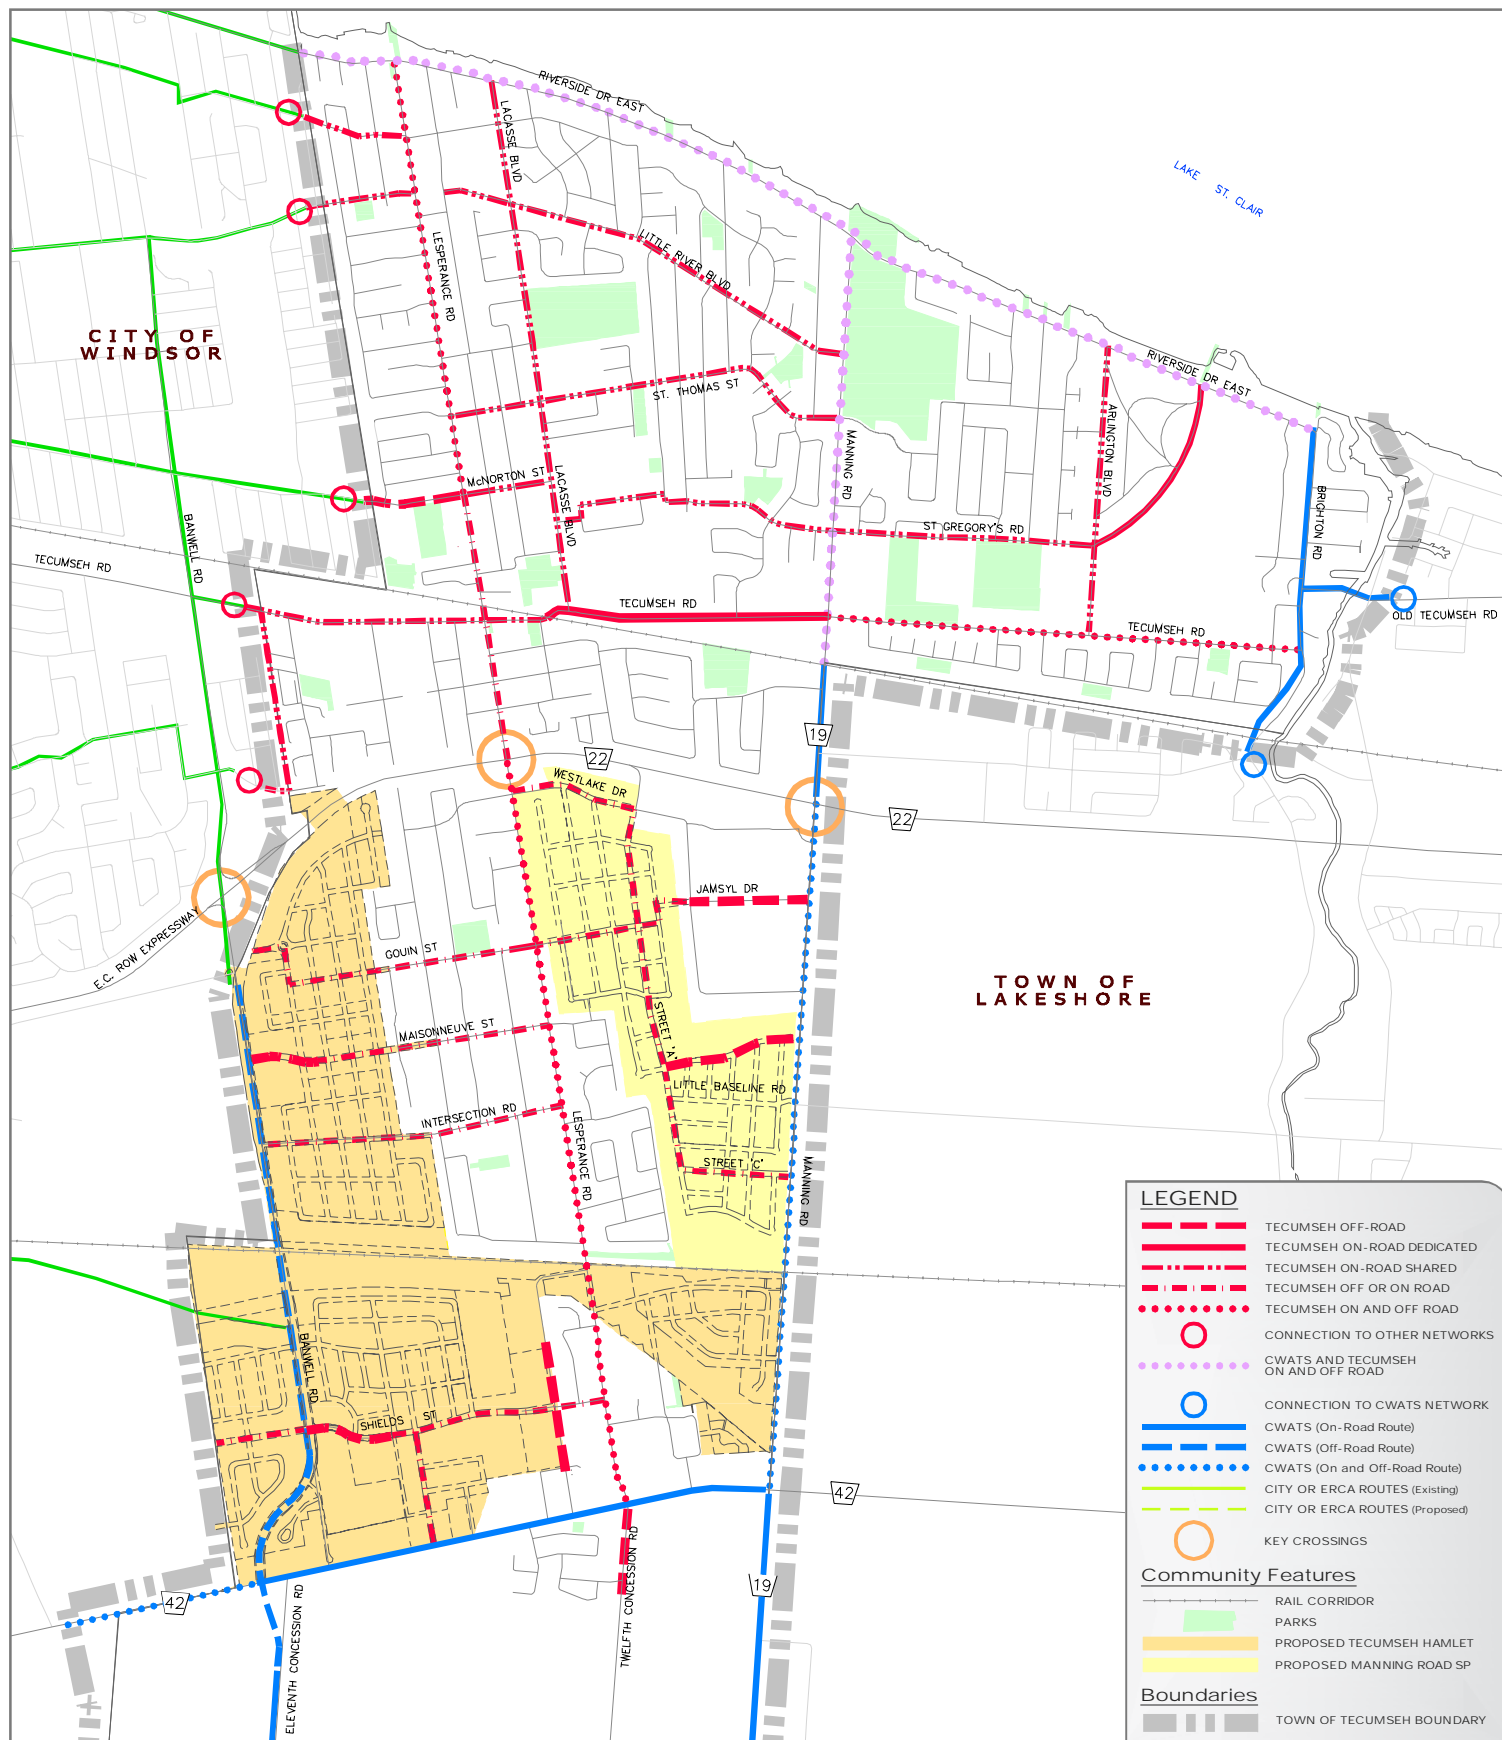 RIVERSIDE DR EAST
LACASSE BLVD
LAKE ST. CLAIR
LESPERANCE RD
LITTLE RIVER BLVD
CITY OF
WINDSOR
RIVERSIDE DR EAST
ST. THOMAS ST
ARLINGTON BLVD
MANNING RD
McNORTON ST
LACASSE BLVD
BRIGHTON RD
BANWELL RD
ST GREGORY'S RD
TECUMSEH RD
TECUMSEH RD
OLD TECUMSEH RD
TECUMSEH RD
19
22
WESTLAKE DR
22
JAMSYL DR
E.C. ROW EXPRESSWAY
GOUIN ST
TOWN OF
LAKESHORE
STREET 'A'
MAISONNEUVE ST
LITTLE BASELINE RD
INTERSECTION RD
LESPERANCE RD
STREET 'C'
MANNING RD
BANWELL RD
SHIELDS ST
42
19
42
ELEVENTH CONCESSION RD
TWELFTH CONCESSION RD
LEGEND
TECUMSEH OFF-ROAD
TECUMSEH ON-ROAD DEDICATED
TECUMSEH ON-ROAD SHARED
TECUMSEH OFF OR ON ROAD
TECUMSEH ON AND OFF ROAD
CONNECTION TO OTHER NETWORKS
CWATS AND TECUMSEH
ON AND OFF ROAD
CONNECTION TO CWATS NETWORK
CWATS (On-Road Route)
CWATS (Off-Road Route)
CWATS (On and Off-Road Route)
CITY OR ERCA ROUTES (Existing)
CITY OR ERCA ROUTES (Proposed)
KEY CROSSINGS
Community Features
RAIL CORRIDOR
PARKS
PROPOSED TECUMSEH HAMLET
PROPOSED MANNING ROAD SP
Boundaries
TOWN OF TECUMSEH BOUNDARY